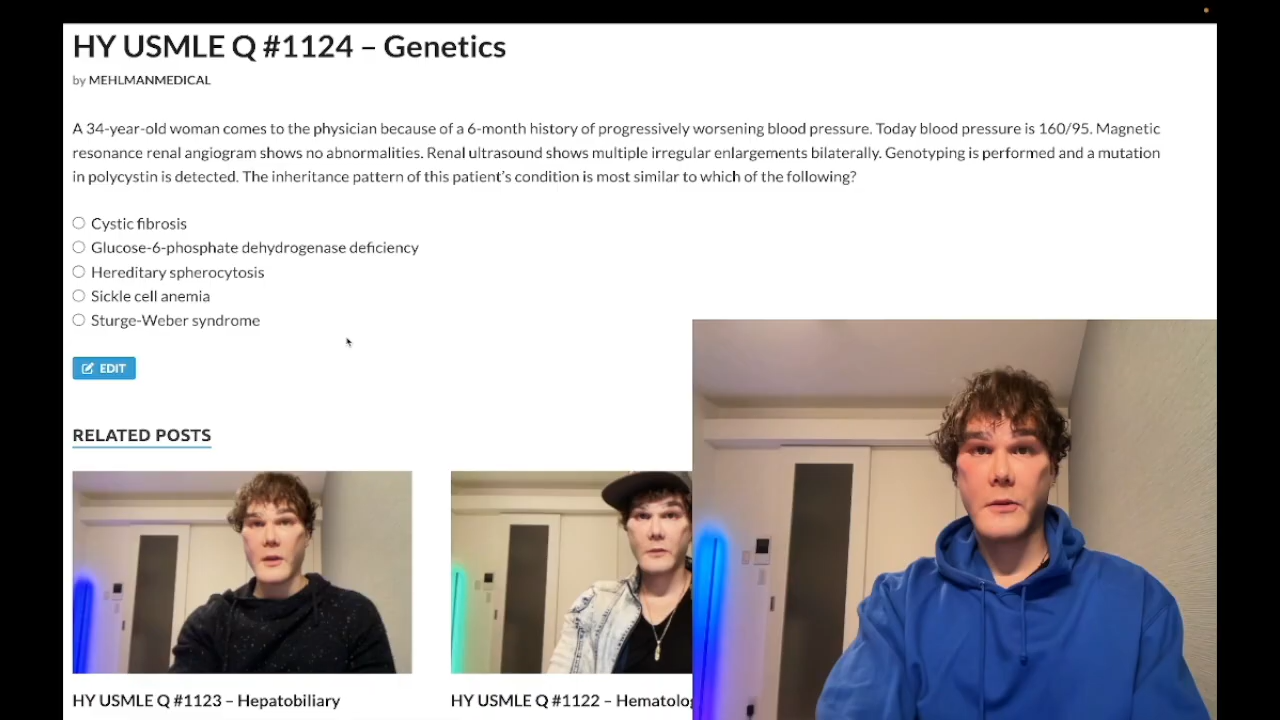 HY USMLE Q #1124 – Genetics
by MEHLMANMEDICAL
A 34-year-old woman comes to the physician because of a 6-month history of progressively worsening blood pressure. Today blood pressure is 160/95. Magnetic
resonance renal angiogram shows no abnormalities. Renal ultrasound shows multiple irregular enlargements bilaterally. Genotyping is performed and a mutation
in polycystin is detected. The inheritance pattern of this patient's condition is most similar to which of the following?
Cystic fibrosis
Glucose-6-phosphate dehydrogenase deficiency
Hereditary spherocytosis
Sickle cell anemia
Sturge-Weber syndrome
EDIT
RELATED POSTS
HY USMLE Q #1123 – Hepatobiliary
HY USMLE Q #1122 – Hematolog